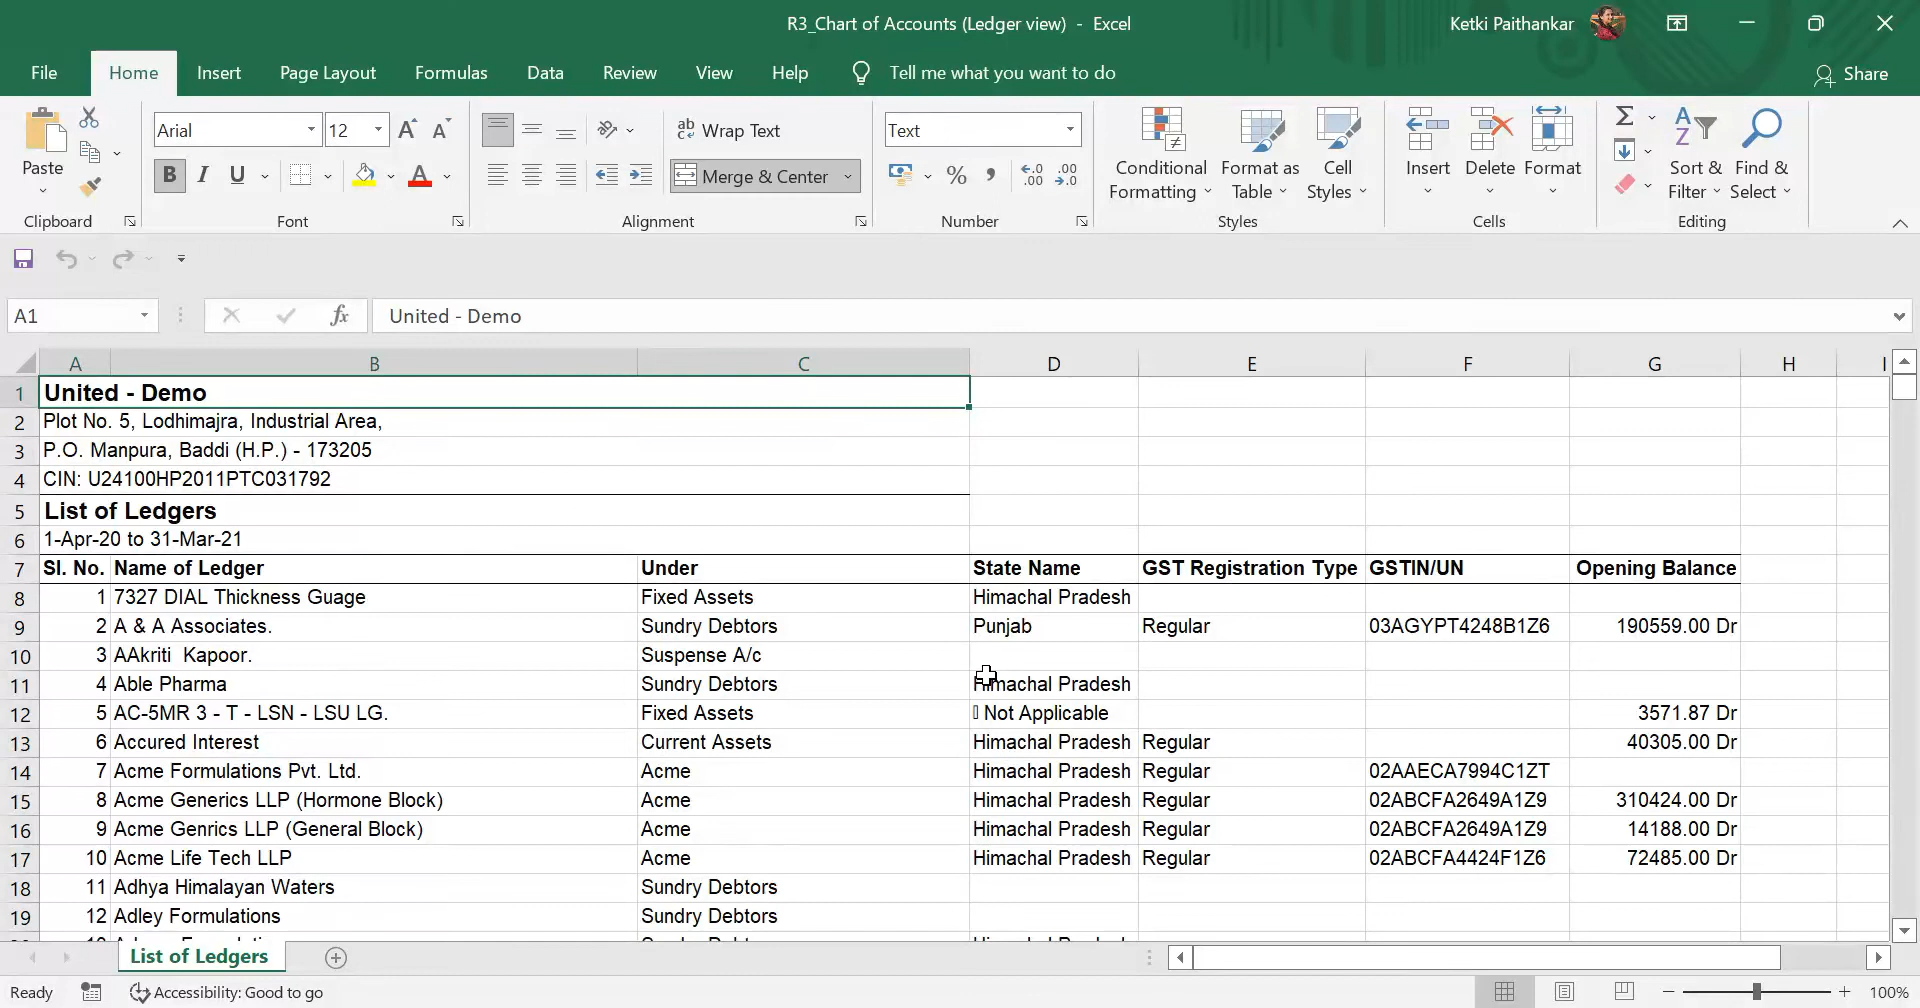 R3_Chart of Accounts (Ledger view) - Excel
Ketki Paithankar
File Home Insert Page Layout Formulas Data Review View Help Tell me what you want to do Share
Paste
Clipboard
Arial 12
B I U A
Font
ab Wrap Text
Merge & Center
Alignment
Text
% , .00
Number
Conditional Formatting
Format as Table
Cell Styles
Styles
Insert Delete Format
Cells
Sort & Filter
Find & Select
Editing
A1 fx United - Demo
A B C D E F G H I
1 United - Demo
2 Plot No. 5, Lodhimajra, Industrial Area,
3 P.O. Manpura, Baddi (H.P.) - 173205
4 CIN: U24100HP2011PTC031792
5 List of Ledgers
6 1-Apr-20 to 31-Mar-21
7 Sl. No. Name of Ledger Under State Name GST Registration Type GSTIN/UN Opening Balance
8 1 7327 DIAL Thickness Guage Fixed Assets Himachal Pradesh
9 2 A & A Associates. Sundry Debtors Punjab Regular 03AGYPT4248B1Z6 190559.00 Dr
10 3 AAkriti  Kapoor. Suspense A/c
11 4 Able Pharma Sundry Debtors Himachal Pradesh
12 5 AC-5MR 3 - T - LSN - LSU LG. Fixed Assets Not Applicable 3571.87 Dr
13 6 Accured Interest Current Assets Himachal Pradesh Regular 40305.00 Dr
14 7 Acme Formulations Pvt. Ltd. Acme Himachal Pradesh Regular 02AAECA7994C1ZT
15 8 Acme Generics LLP (Hormone Block) Acme Himachal Pradesh Regular 02ABCFA2649A1Z9 310424.00 Dr
16 9 Acme Genrics LLP (General Block) Acme Himachal Pradesh Regular 02ABCFA2649A1Z9 14188.00 Dr
17 10 Acme Life Tech LLP Acme Himachal Pradesh Regular 02ABCFA4424F1Z6 72485.00 Dr
18 11 Adhya Himalayan Waters Sundry Debtors
19 12 Adley Formulations Sundry Debtors
List of Ledgers
Ready Accessibility: Good to go 100%